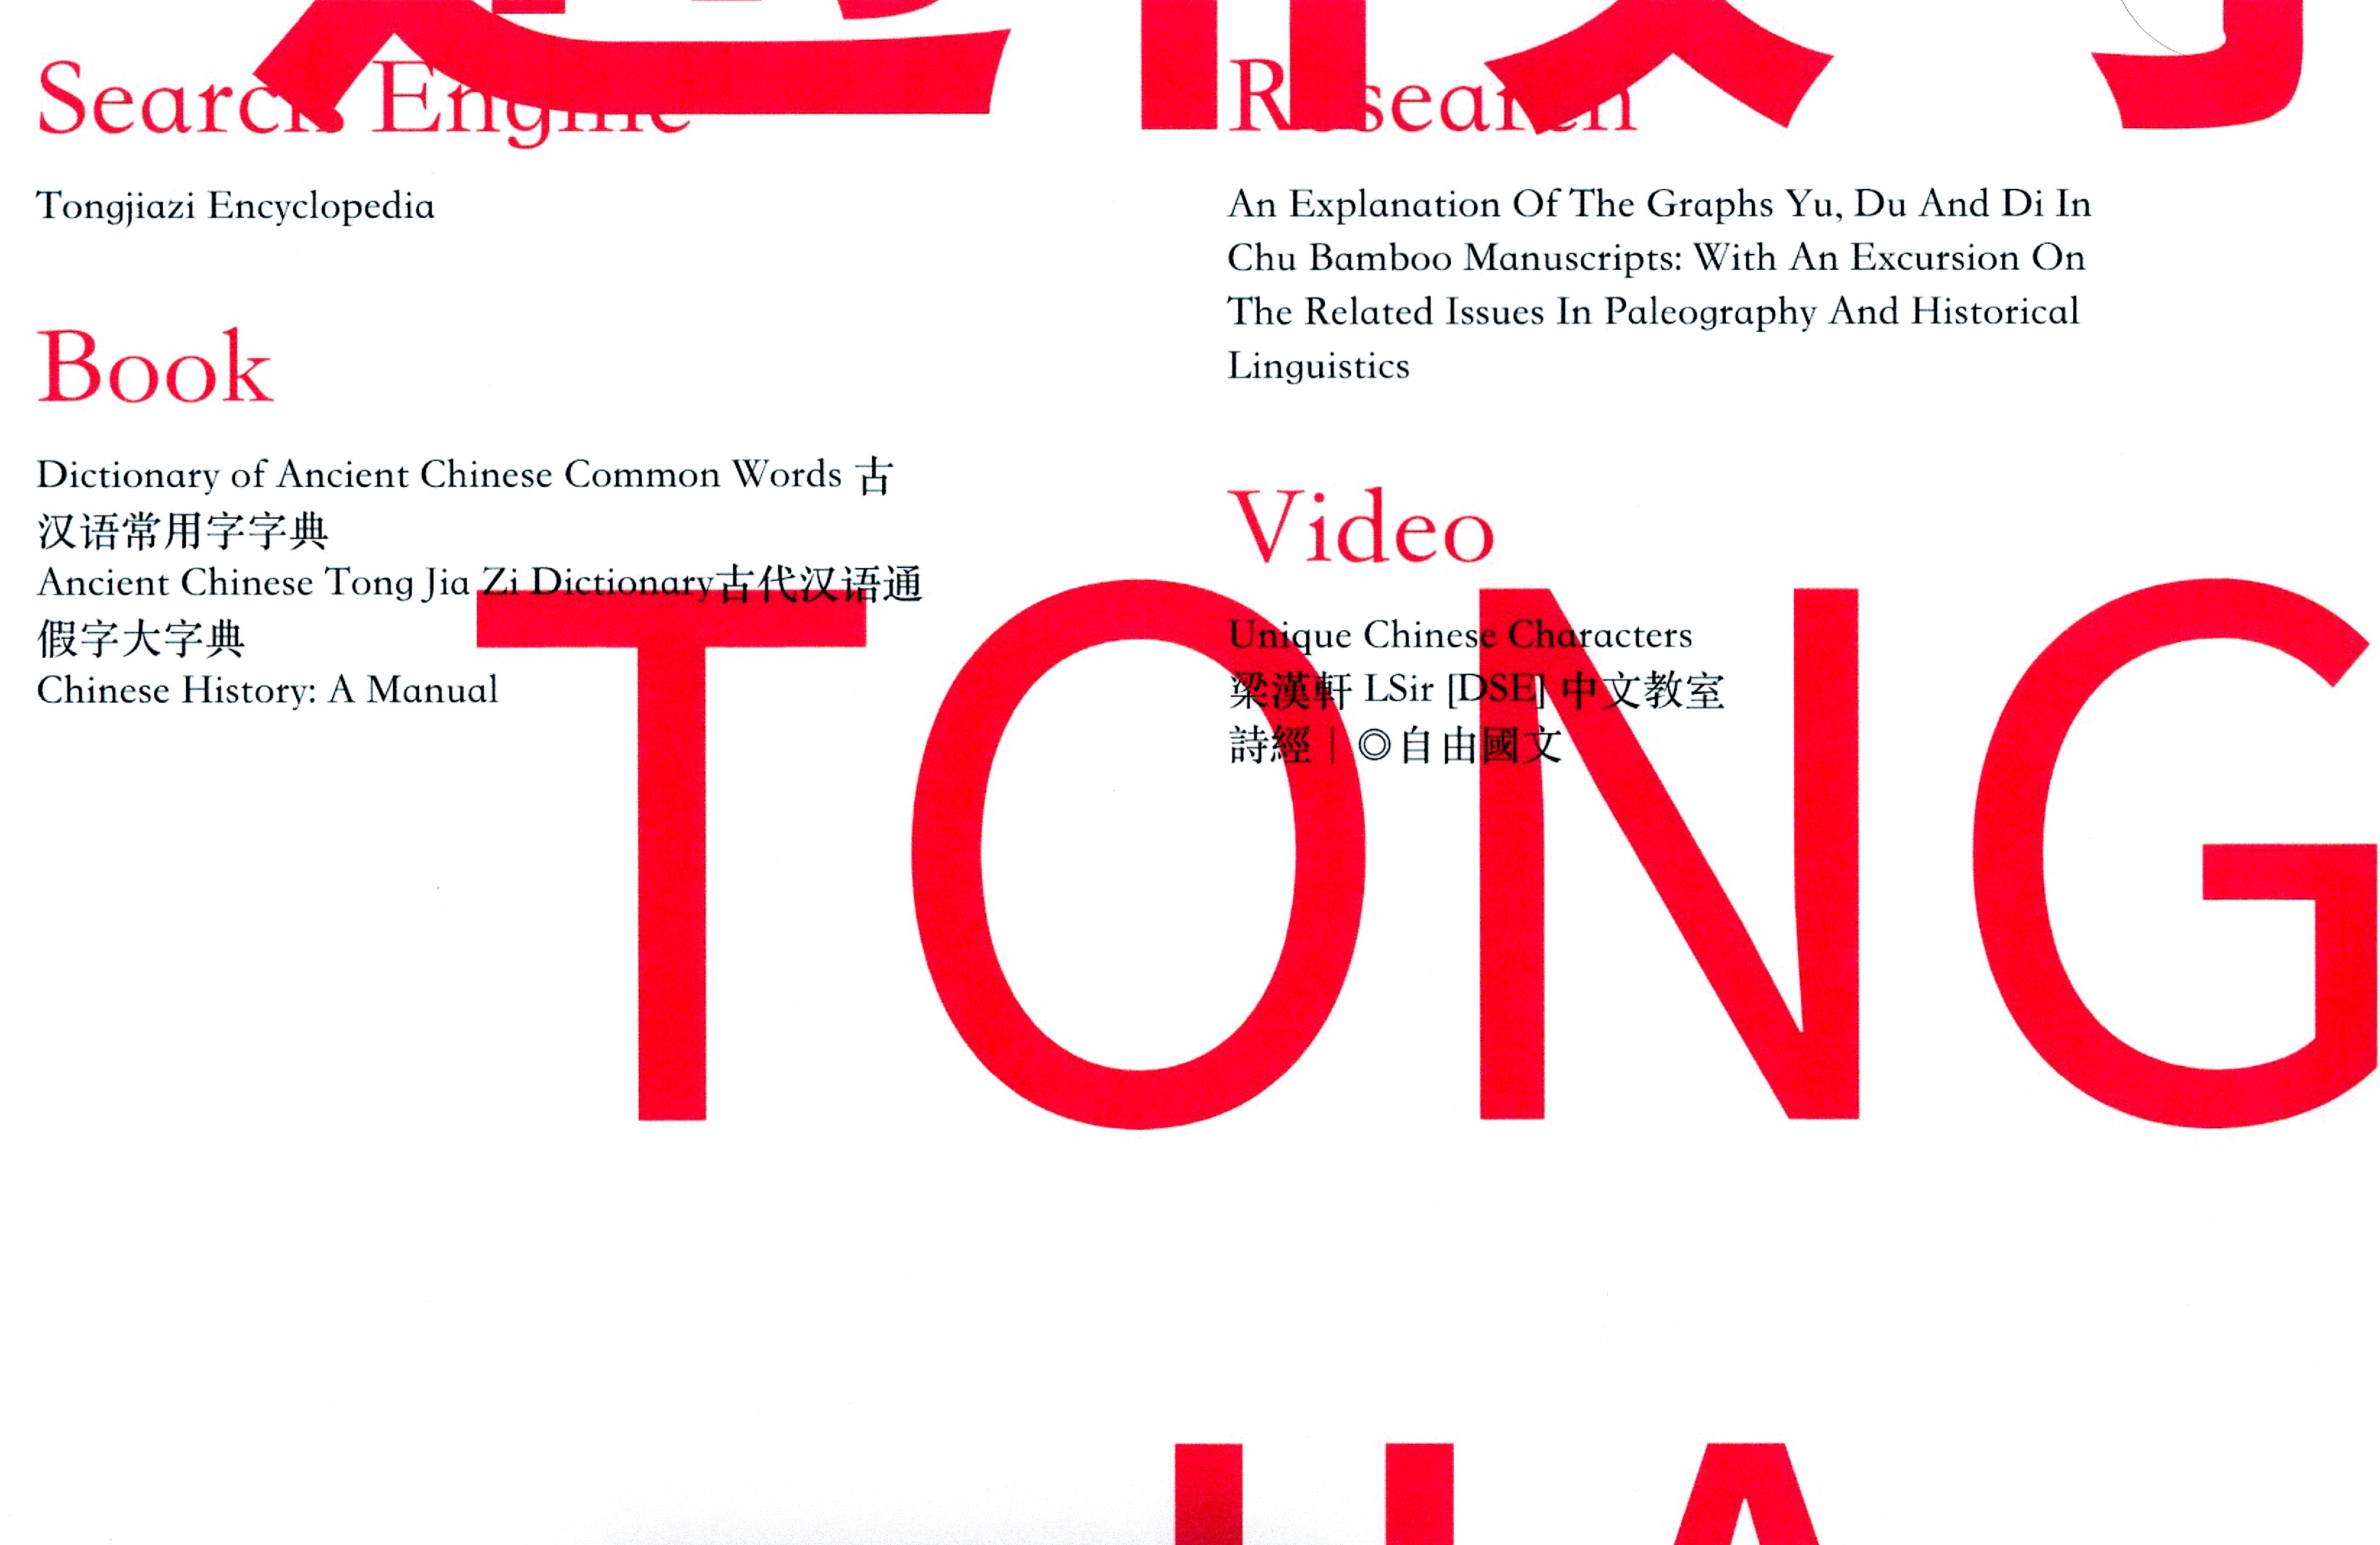 Search Engine
Tongjiazi Encyclopedia
Book
Dictionary of Ancient Chinese Common Words 古
汉语常用字字典
Ancient Chinese Tong Jia Zi Dictionary古代汉语通
假字大字典
Chinese History: A Manual
Research
An Explanation Of The Graphs Yu, Du And Di In
Chu Bamboo Manuscripts: With An Excursion On
The Related Issues In Paleography And Historical
Linguistics
Video
Unique Chinese Characters
梁漢軒 LSir [DSE] 中文教室
詩經｜◎自由國文
TONG